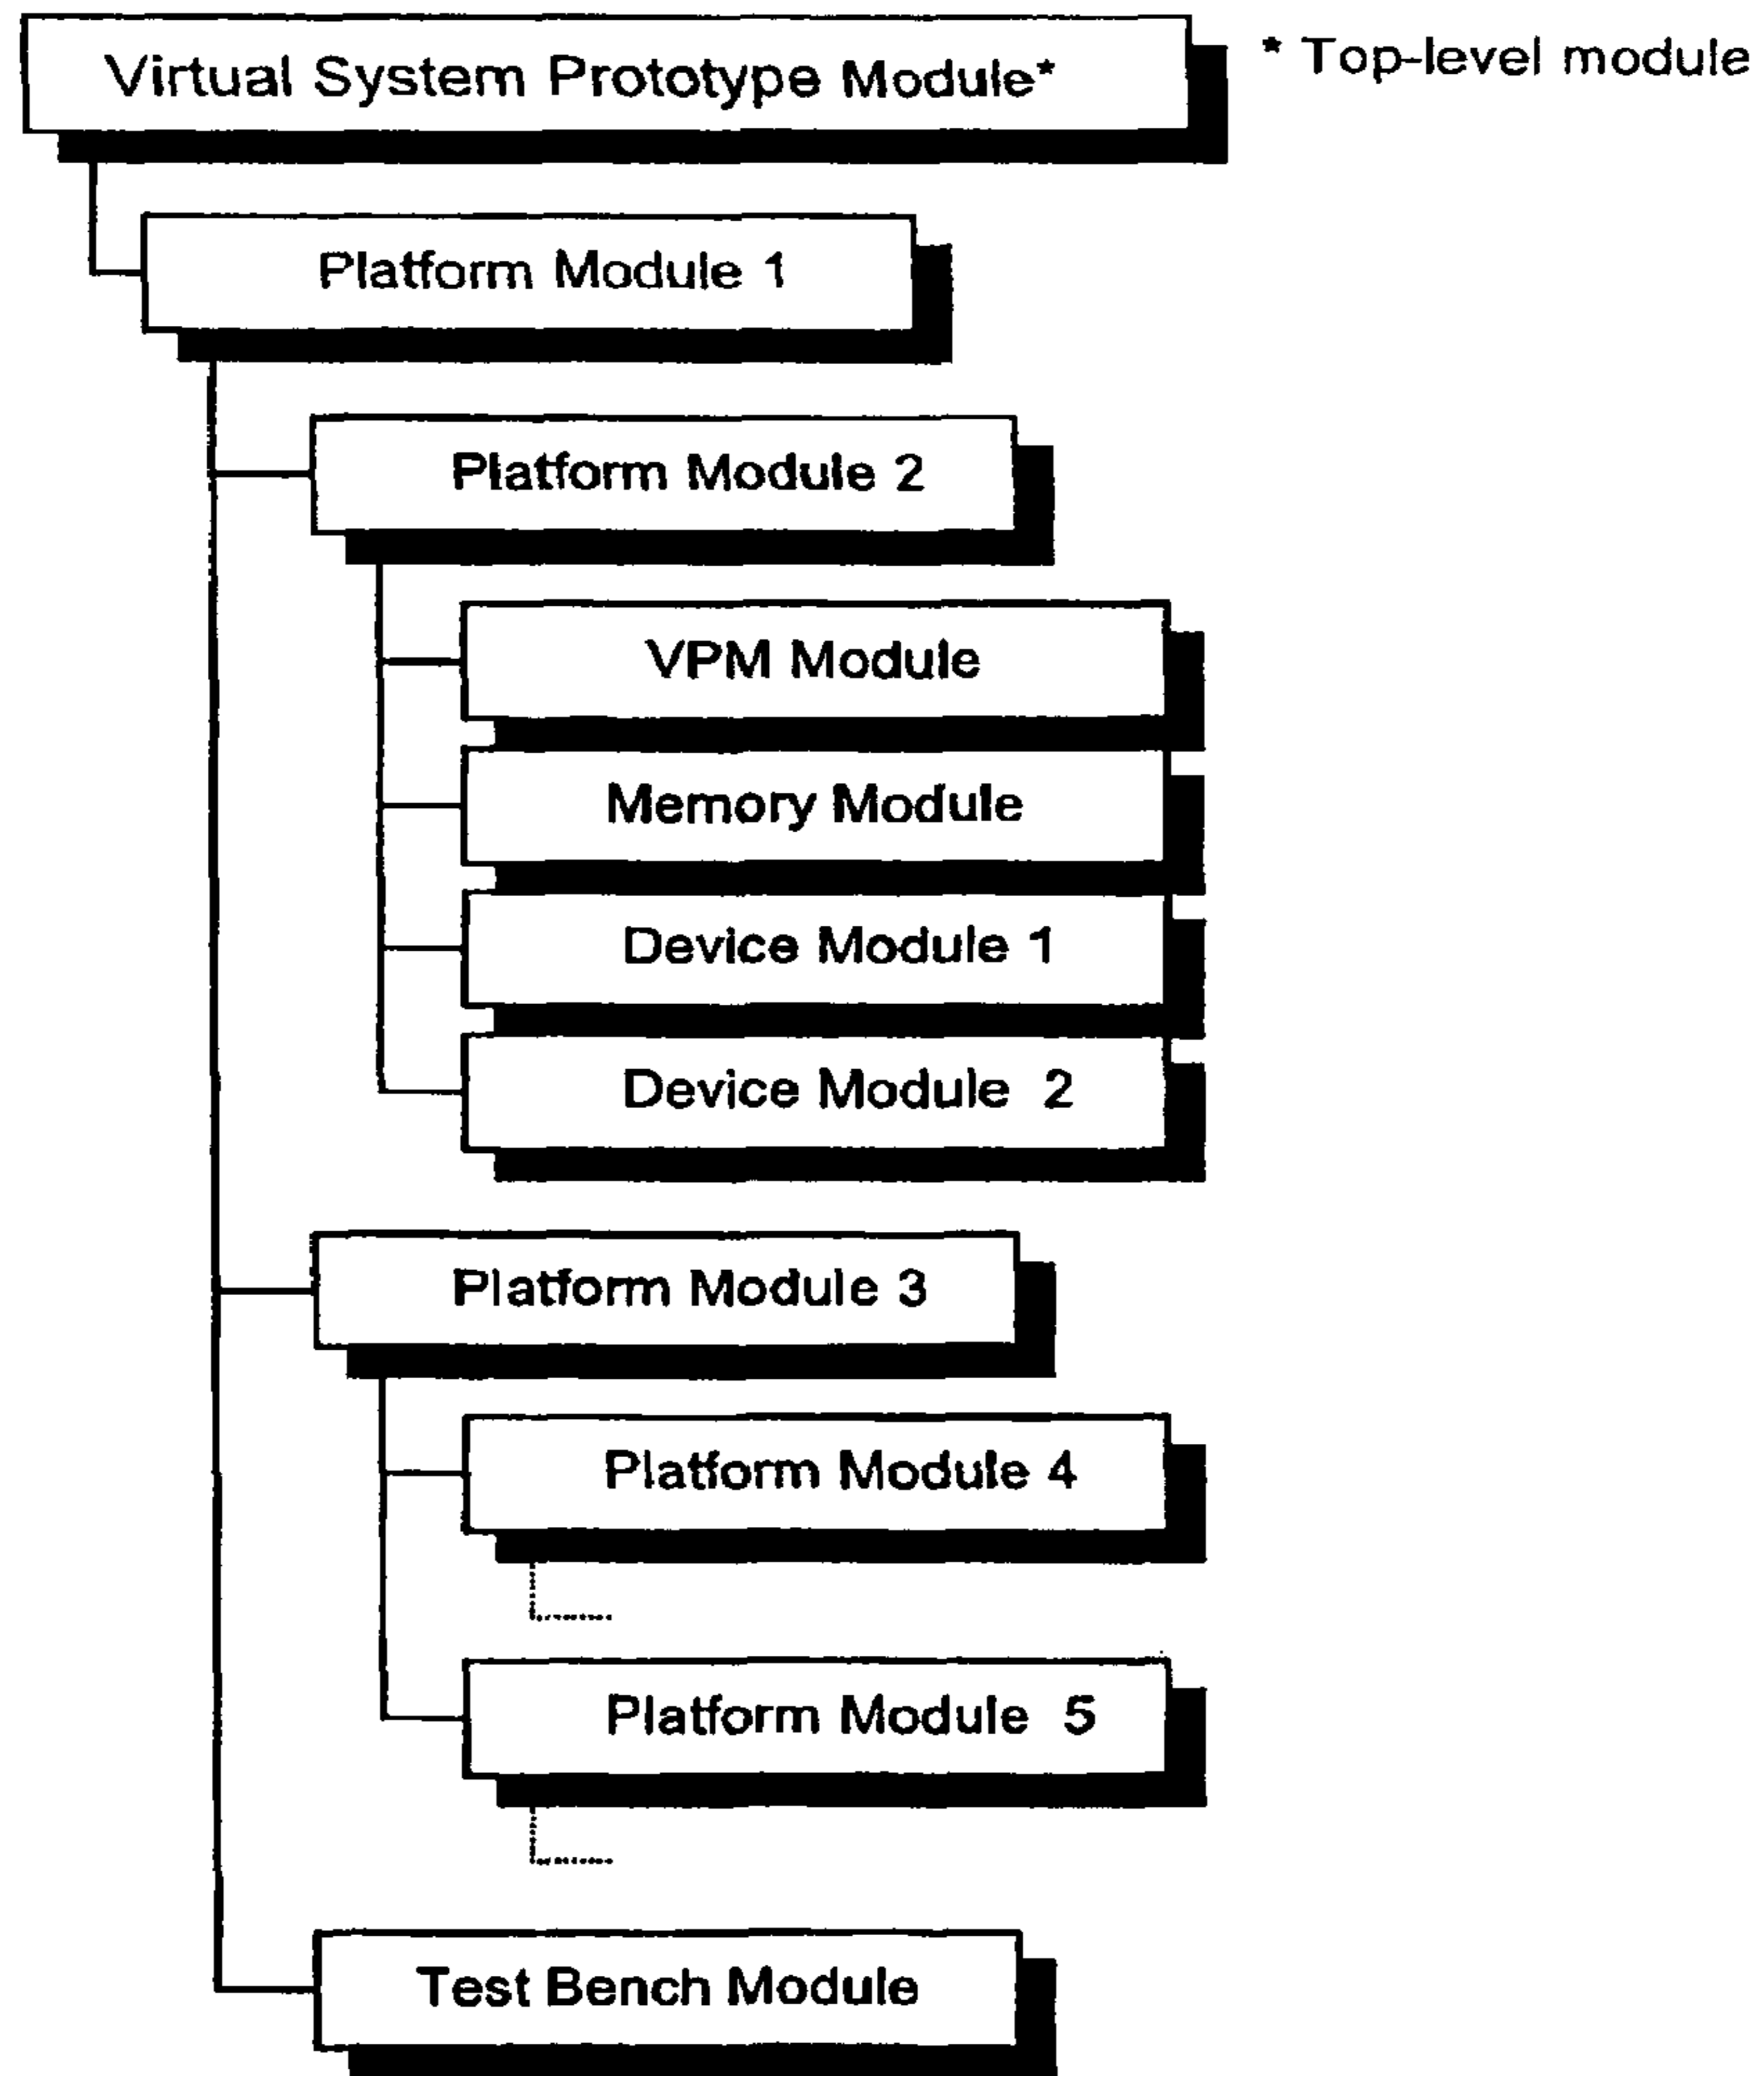 Virtual System Prototype Module*
* Top-level module
Platform Module 1
Platform Module 2
VPM Module
Memory Module
Device Module 1
Device Module 2
Platform Module 3
Platform Module 4
Platform Module 5
Test Bench Module